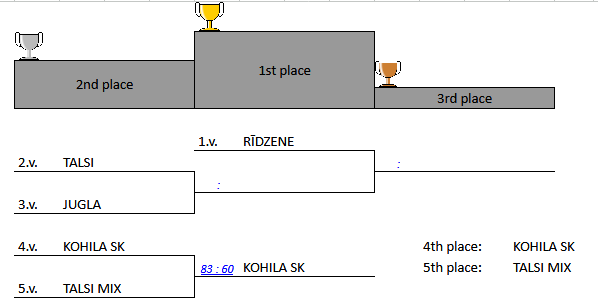 1st place
2nd place
3rd place
1.v. RĪDZENE
2.v. TALSI
:
:
3.v. JUGLA
4.v. KOHILA SK
4th place: KOHILA SK
83 : 60 KOHILA SK
5th place: TALSI MIX
5.v. TALSI MIX